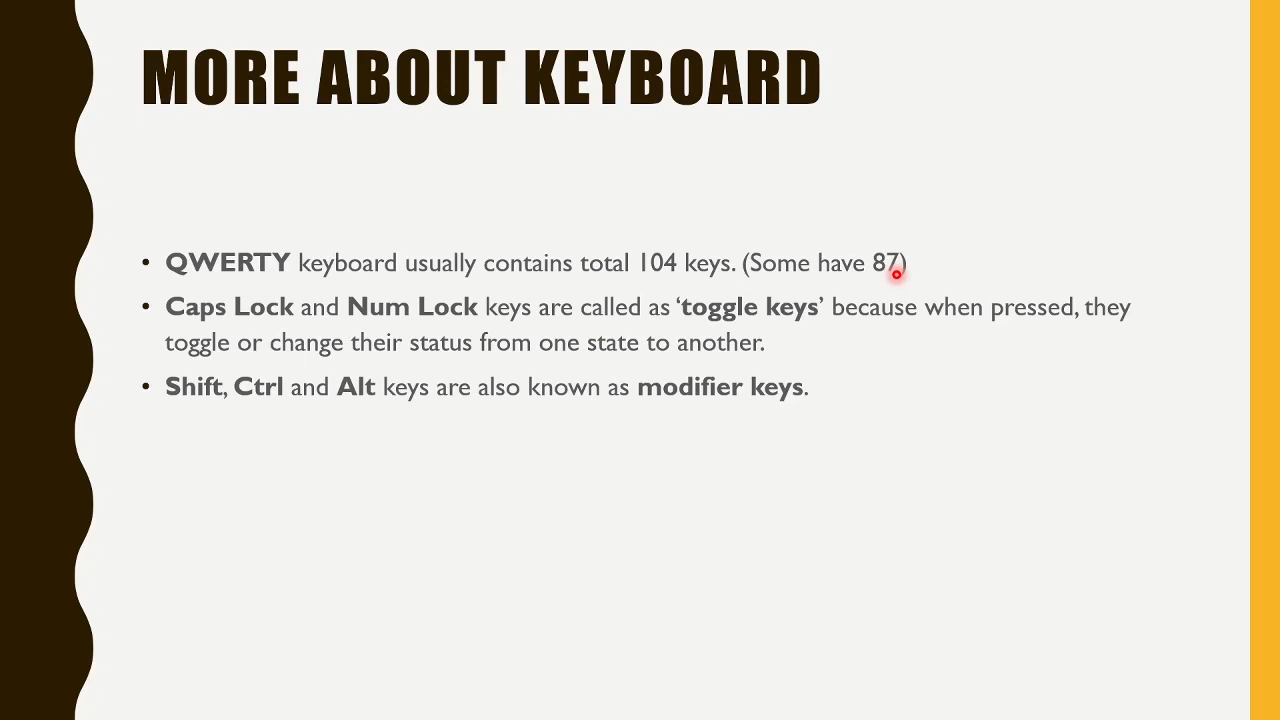 MORE ABOUT KEYBOARD
• QWERTY keyboard usually contains total 104 keys. (Some have 87)
• Caps Lock and Num Lock keys are called as ‘toggle keys’ because when pressed, they
toggle or change their status from one state to another.
• Shift, Ctrl and Alt keys are also known as modifier keys.